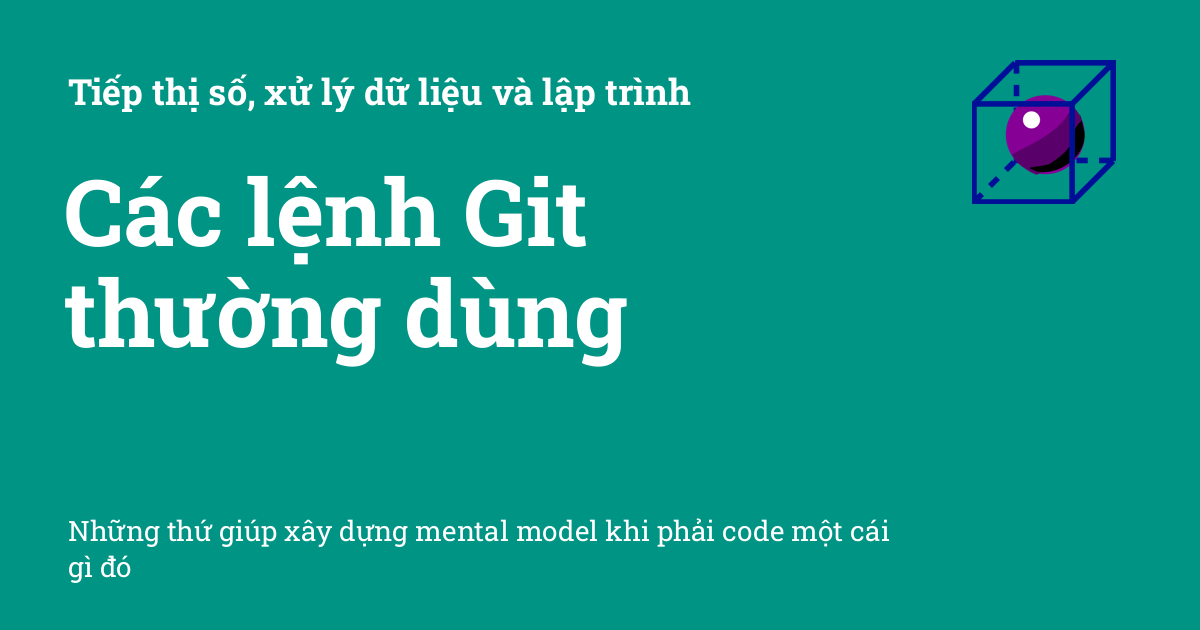 Tiếp thị số, xử lý dữ liệu và lập trình
Các lệnh Git
thường dùng
Những thứ giúp xây dựng mental model khi phải code một cái
gì đó